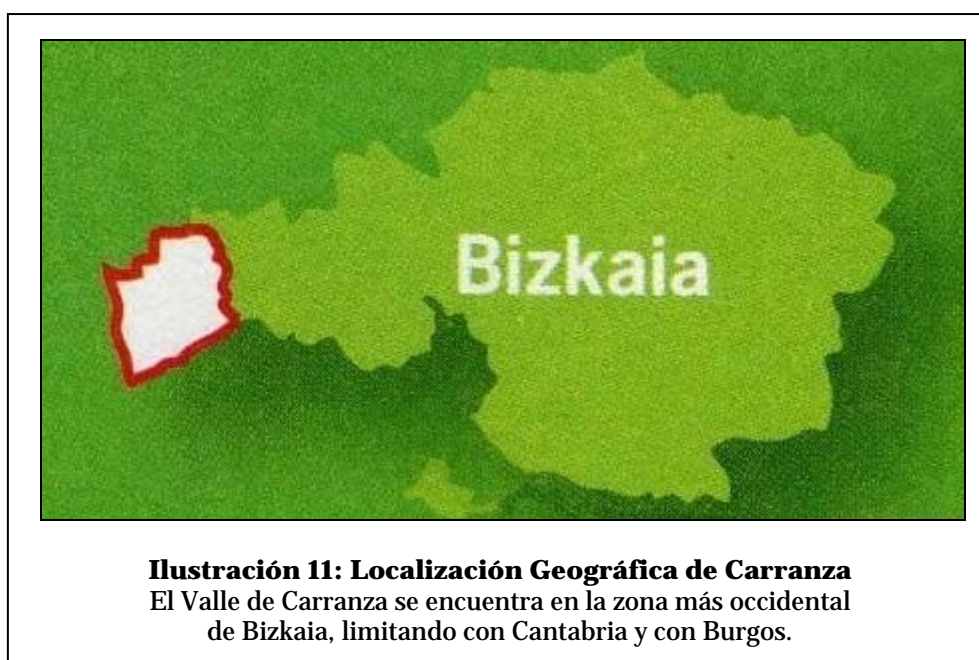 Bizkaia
Ilustración 11: Localización Geográfica de Carranza
El Valle de Carranza se encuentra en la zona más occidental
de Bizkaia, limitando con Cantabria y con Burgos.